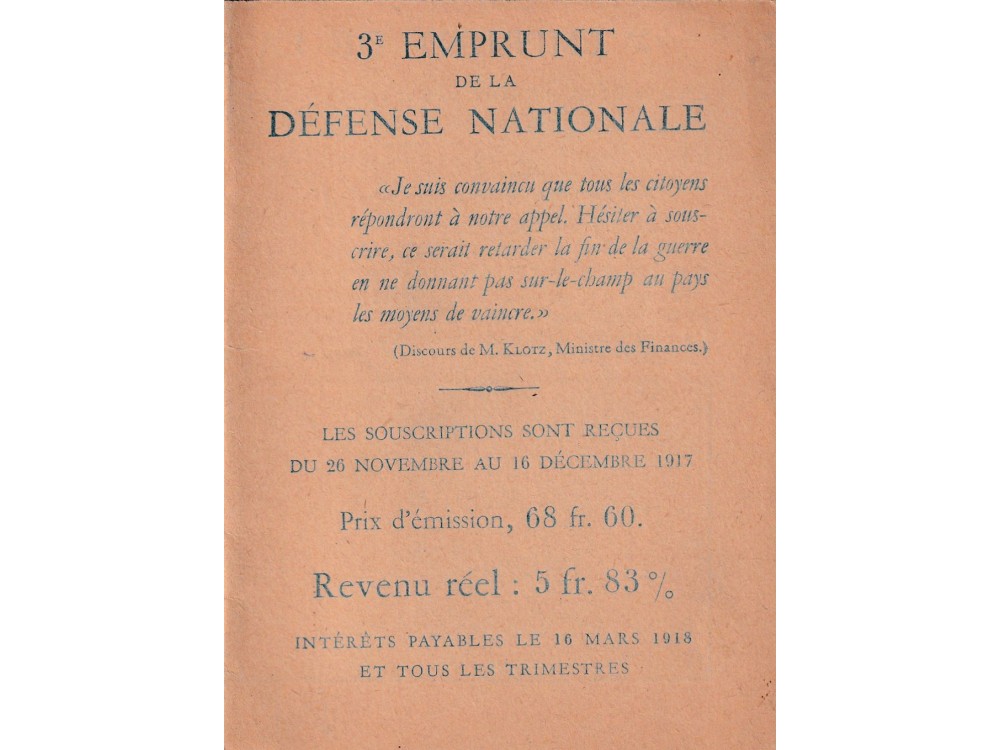 3E EMPRUNT
DE LA
DÉFENSE NATIONALE
«Je suis convaincu que tous les citoyens
répondront à notre appel. Hésiter à sous-
crire, ce serait retarder la fin de la guerre
en ne donnant pas sur-le-champ au pays
les moyens de vaincre.»
(Discours de M. KLOTZ, Ministre des Finances.)
LES SOUSCRIPTIONS SONT REÇUES
DU 26 NOVEMBRE AU 16 DÉCEMBRE 1917
Prix d'émission, 68 fr. 60.
Revenu réel : 5 fr. 83 %
INTÉRÊTS PAYABLES LE 16 MARS 1918
ET TOUS LES TRIMESTRES